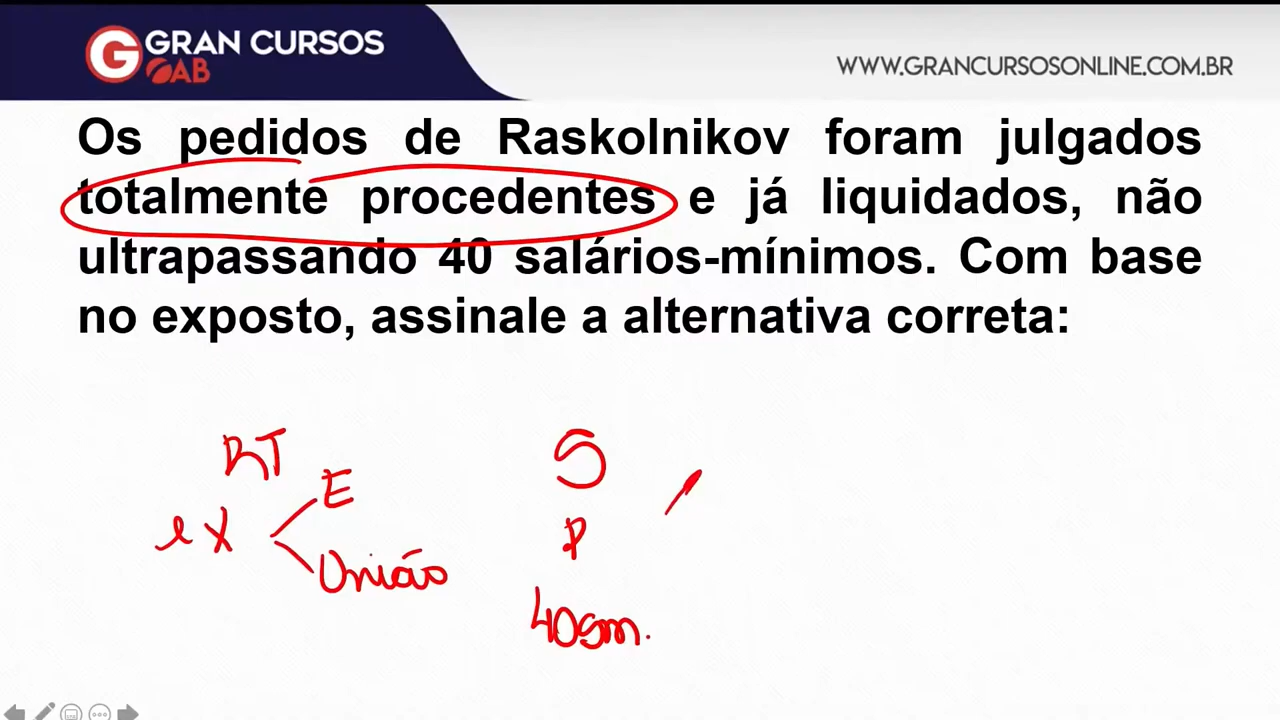 GRAN CURSOS
OAB
WWW.GRANCURSOSONLINE.COM.BR
Os pedidos de Raskolnikov foram julgados
totalmente procedentes e já liquidados, não
ultrapassando 40 salários-mínimos. Com base
no exposto, assinale a alternativa correta:
RT
E
ex
União
S
P
40sm.